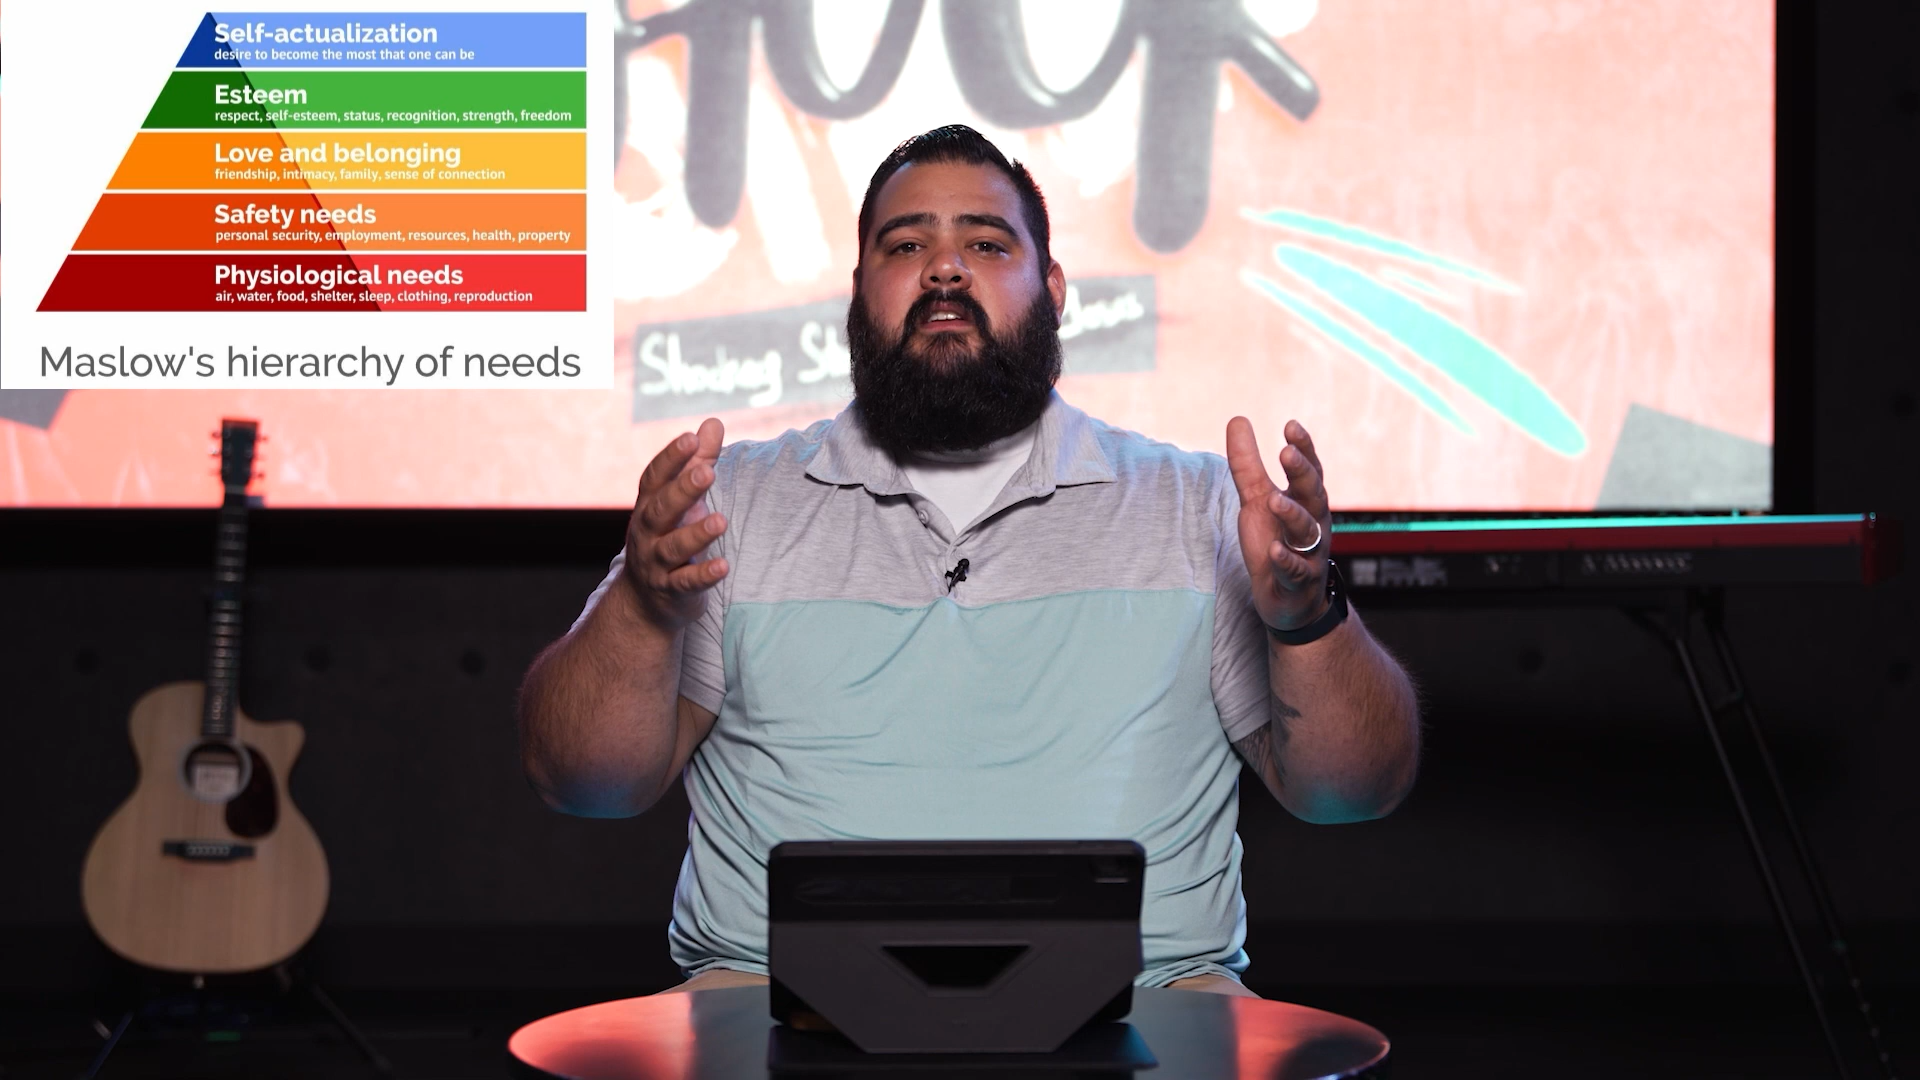 Self-actualization
desire to become the most that one can be
Esteem
respect, self-esteem, status, recognition, strength, freedom
Love and belonging
friendship, intimacy, family, sense of connection
Safety needs
personal security, employment, resources, health, property
Physiological needs
air, water, food, shelter, sleep, clothing, reproduction
Maslow's hierarchy of needs